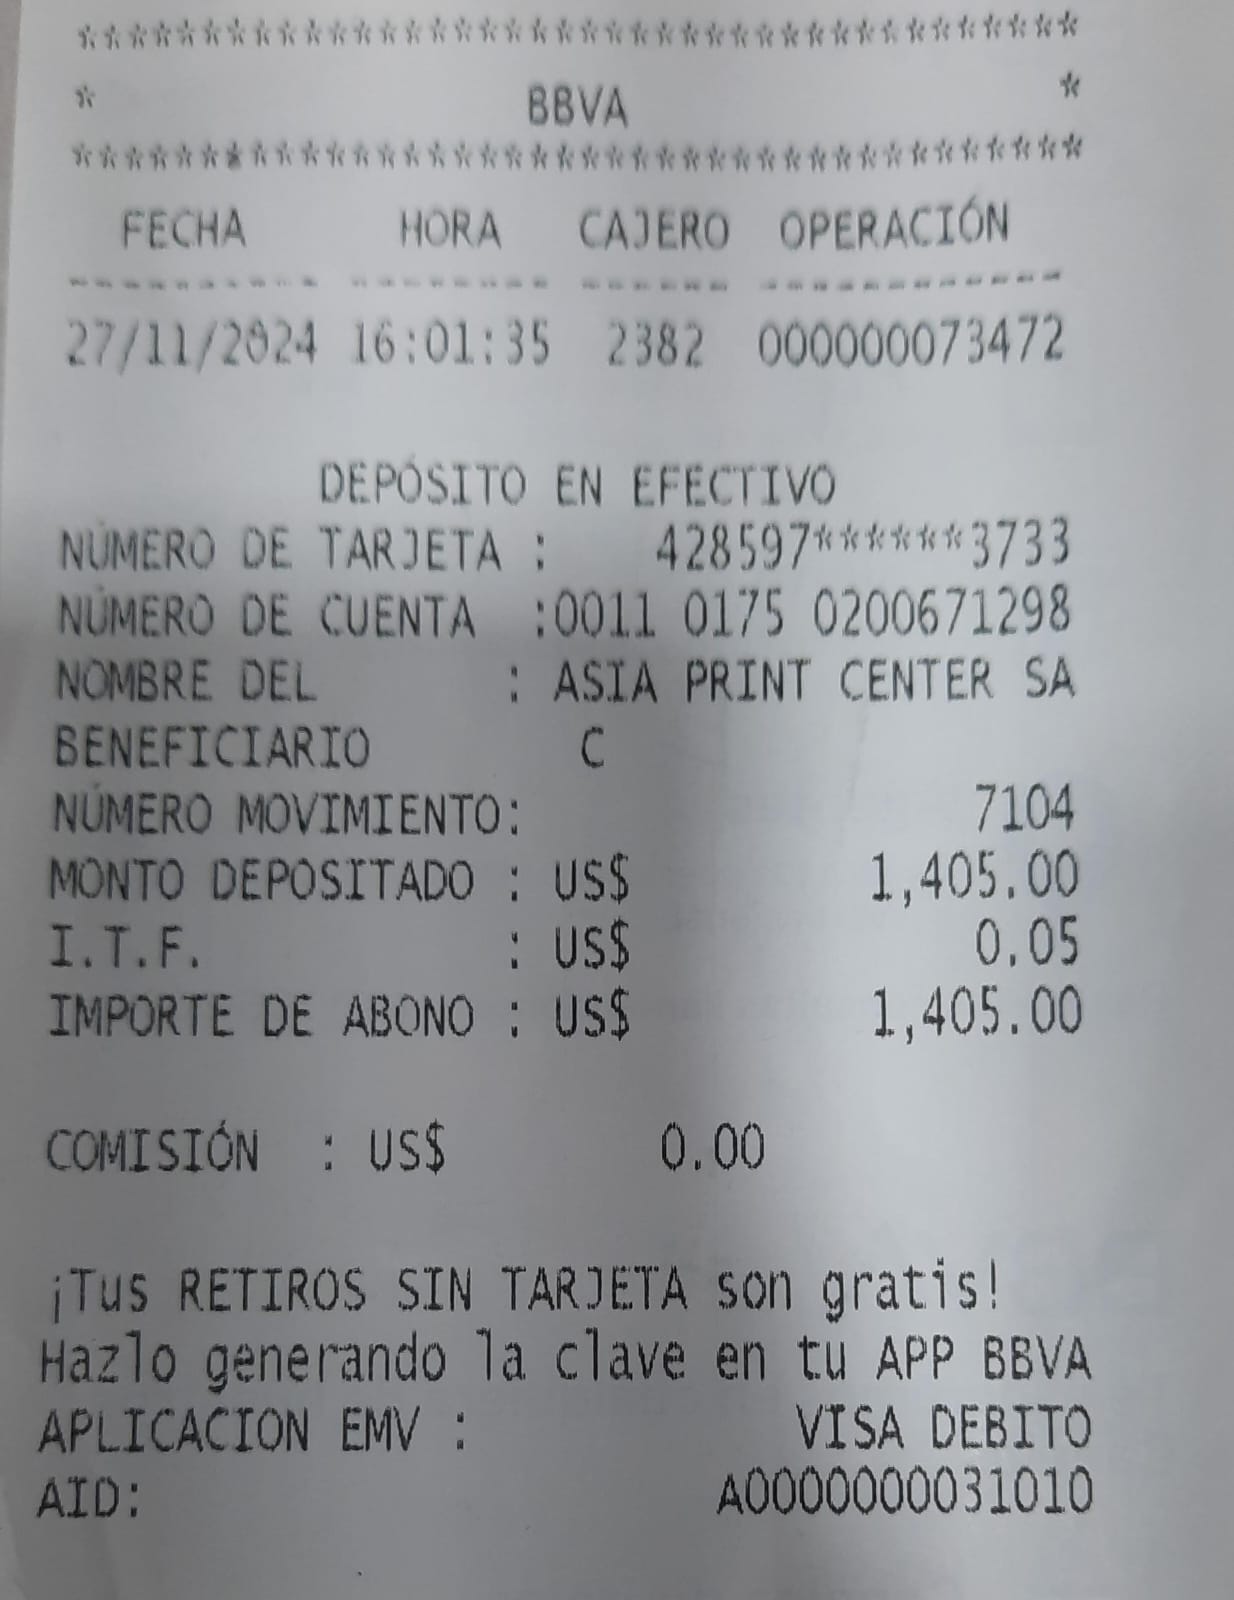 ****************************************
* BBVA *
****************************************
FECHA HORA CAJERO OPERACIÓN
---------- -------- ------ ------------
27/11/2024 16:01:35 2382 000000073472
DEPÓSITO EN EFECTIVO
NÚMERO DE TARJETA : 428597******3733
NÚMERO DE CUENTA :0011 0175 0200671298
NOMBRE DEL : ASIA PRINT CENTER SA
BENEFICIARIO C
NÚMERO MOVIMIENTO: 7104
MONTO DEPOSITADO : US$ 1,405.00
I.T.F. : US$ 0.05
IMPORTE DE ABONO : US$ 1,405.00
COMISIÓN : US$ 0.00
¡Tus RETIROS SIN TARJETA son gratis!
Hazlo generando la clave en tu APP BBVA
APLICACION EMV : VISA DEBITO
AID: A0000000031010